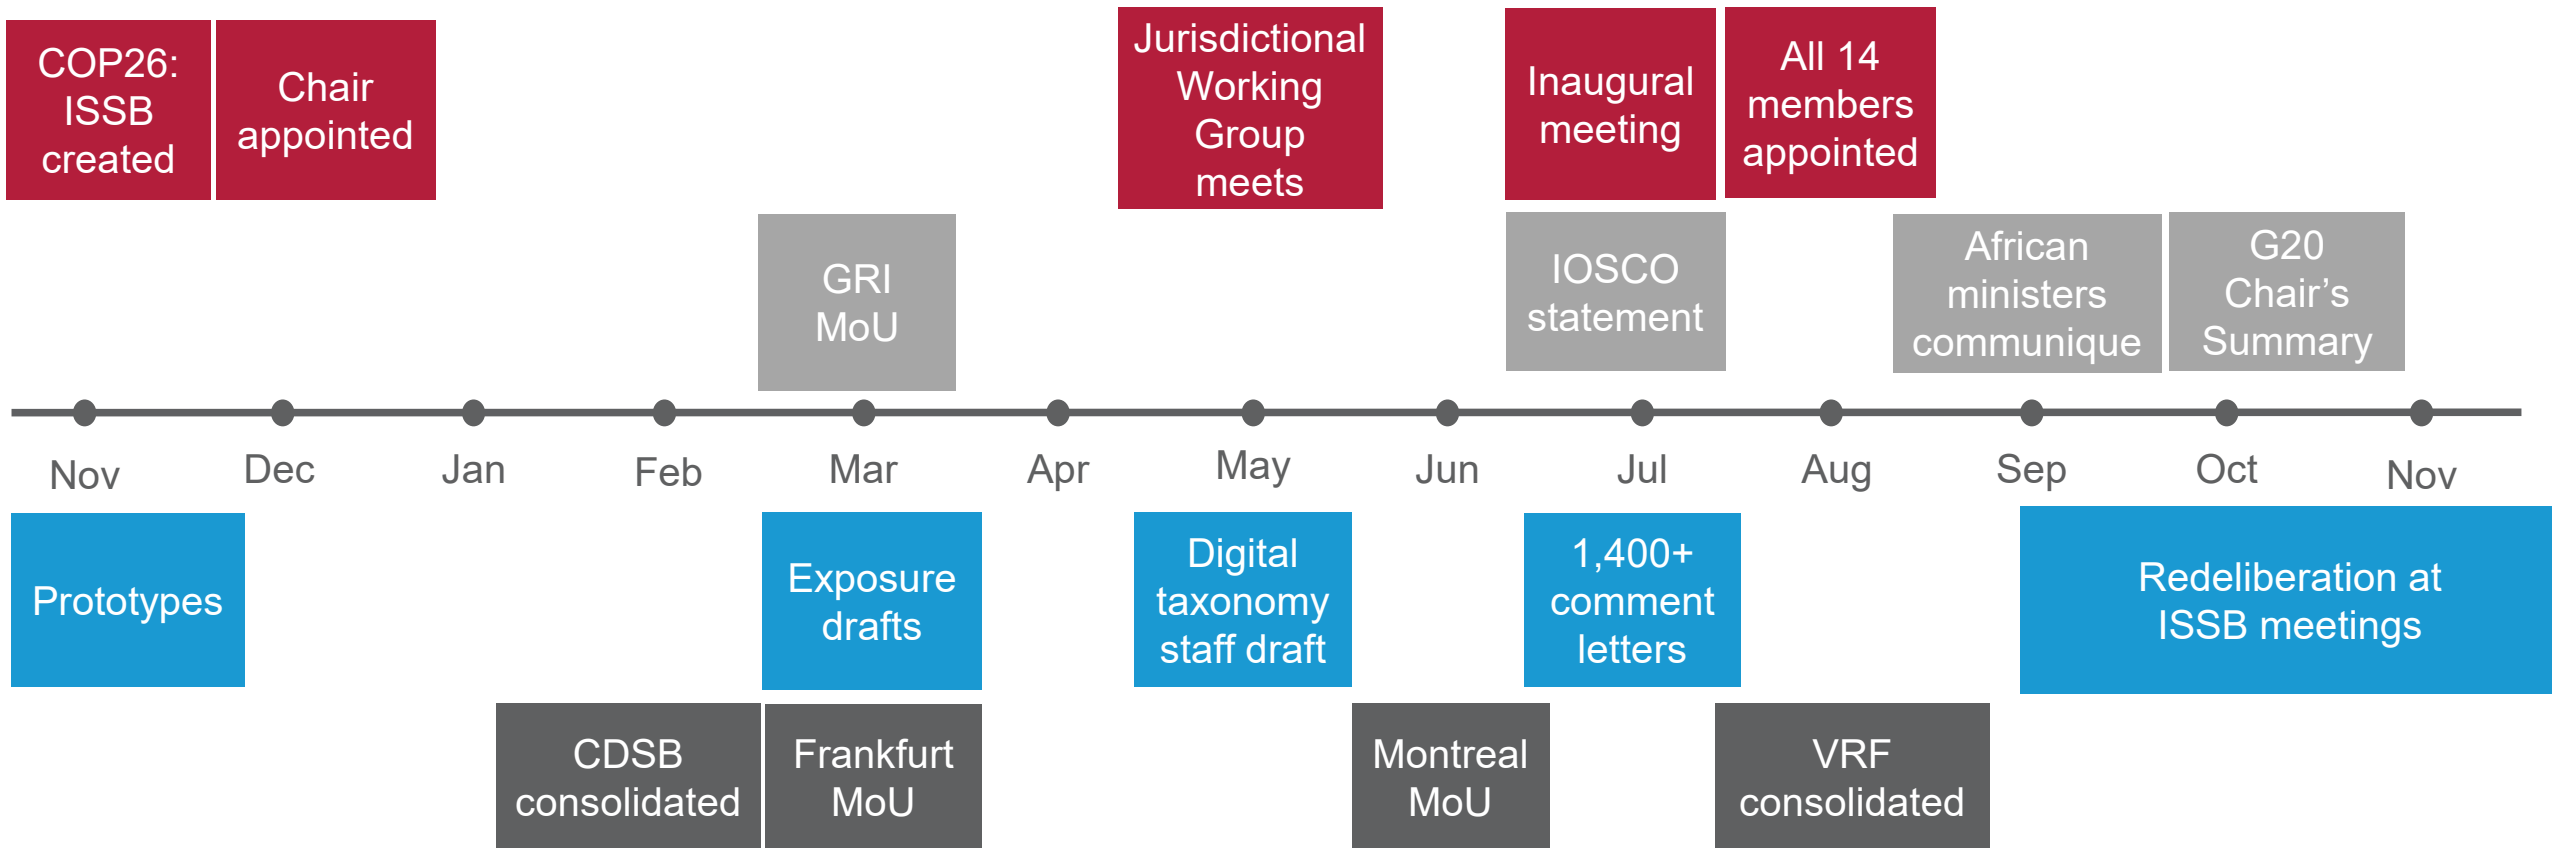 COP26:
ISSB
created
Chair
appointed
Jurisdictional
Working
Group
meets
Inaugural
meeting
All 14
members
appointed
GRI
MoU
IOSCO
statement
African
ministers
communique
G20
Chair’s
Summary
Nov
Dec
Jan
Feb
Mar
Apr
May
Jun
Jul
Aug
Sep
Oct
Nov
Prototypes
Exposure
drafts
Digital
taxonomy
staff draft
1,400+
comment
letters
Redeliberation at
ISSB meetings
CDSB
consolidated
Frankfurt
MoU
Montreal
MoU
VRF
consolidated